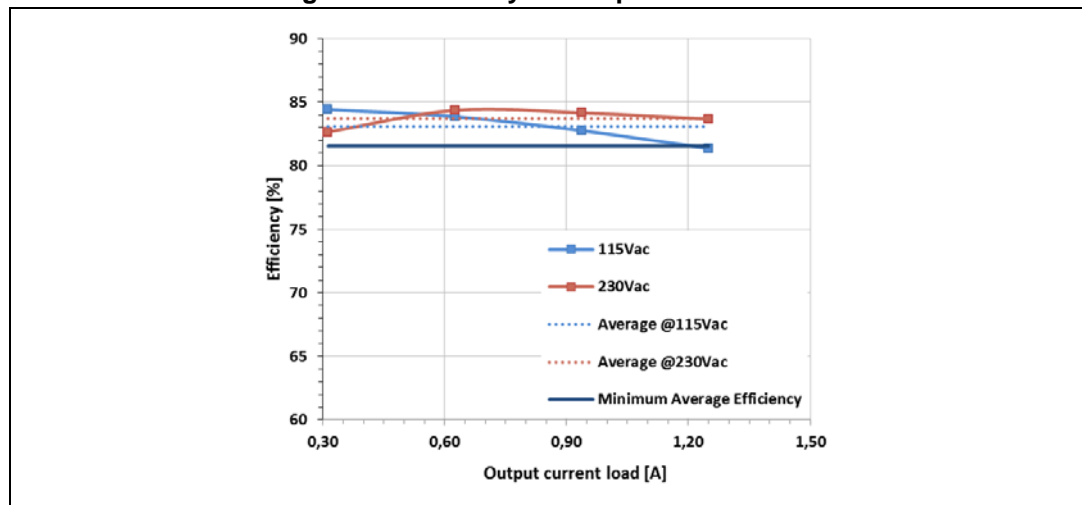 90
85
80
75
70
65
60
Efficiency [%]
115Vac
230Vac
Average @115Vac
Average @230Vac
Minimum Average Efficiency
0,30 0,60 0,90 1,20 1,50
Output current load [A]